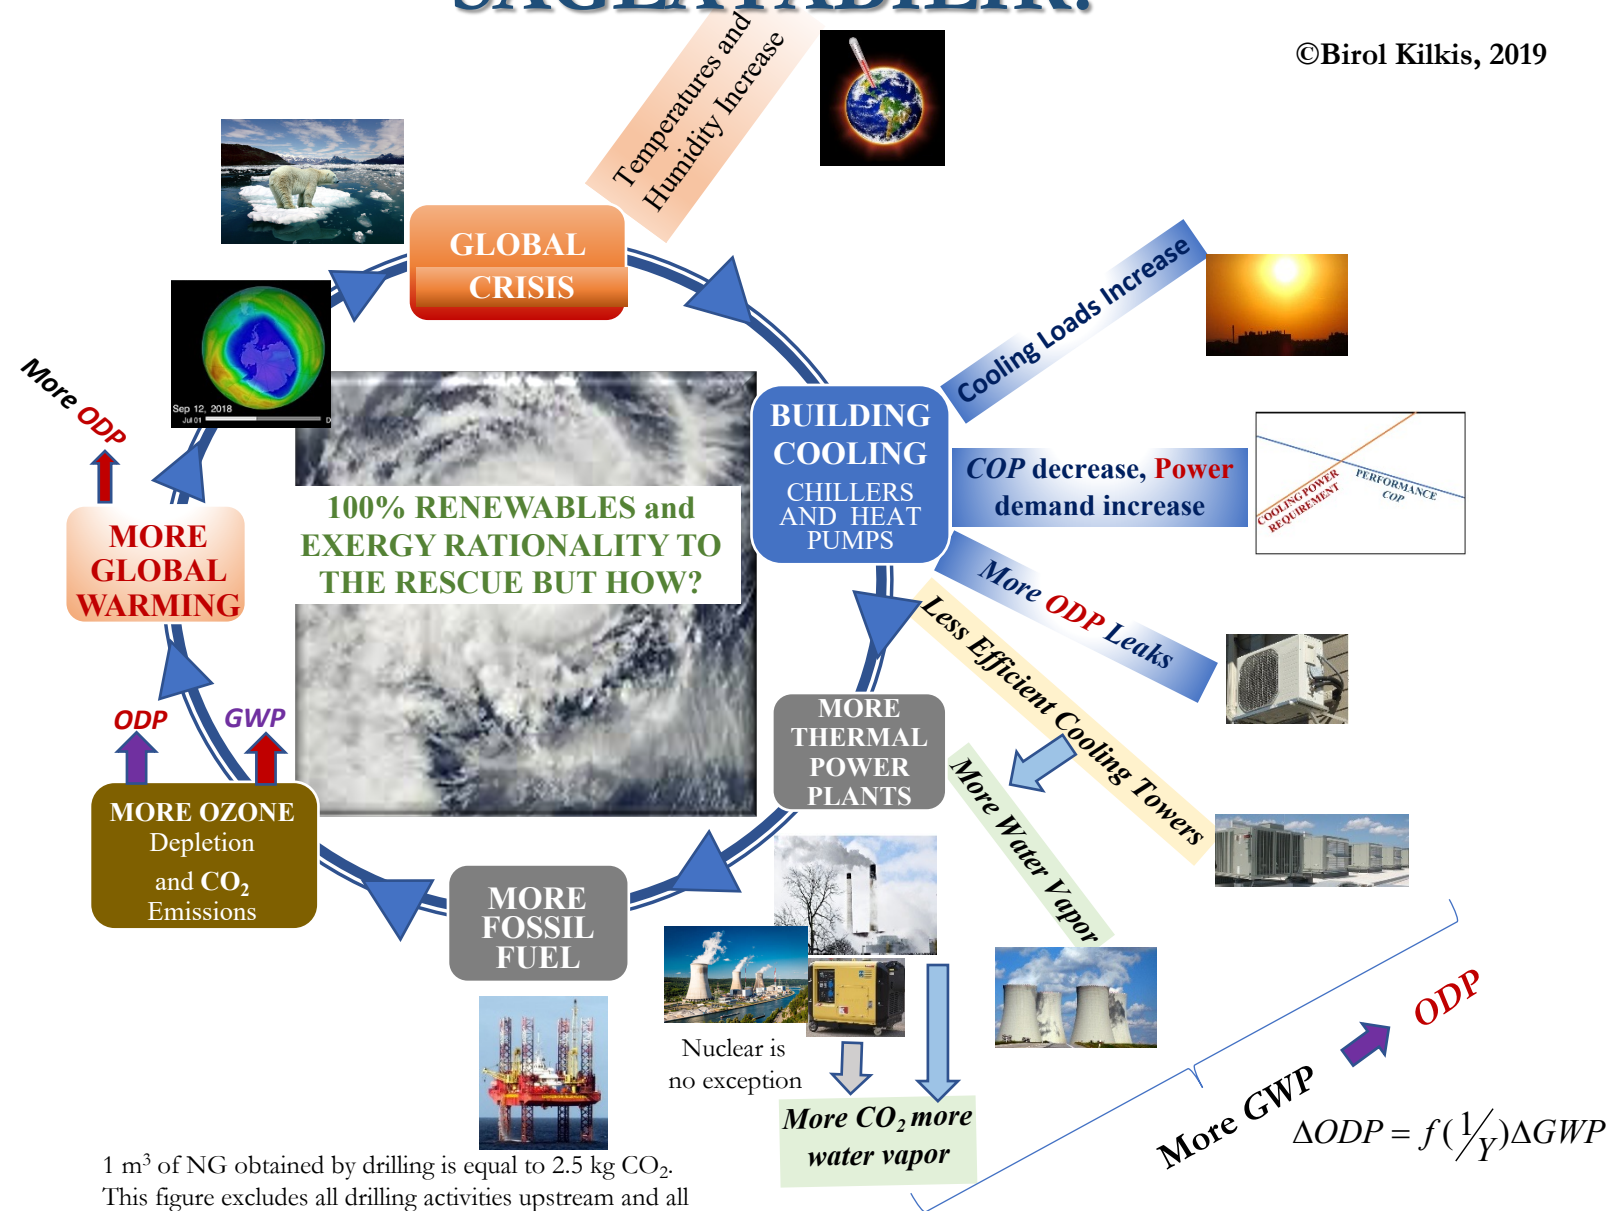 SAĞLAYABİLİR!
©Birol Kilkis, 2019
Temperatures and
Humidity Increase
GLOBAL
CRISIS
Cooling Loads Increase
Sep 12, 2018
Jul 01
D
More ODP
BUILDING
COOLING
CHILLERS
AND HEAT
PUMPS
COP decrease, Power
demand increase
COOLING POWER
REQUIREMENT
PERFORMANCE
COP
100% RENEWABLES and
EXERGY RATIONALITY TO
THE RESCUE BUT HOW?
MORE
GLOBAL
WARMING
More ODP Leaks
Less Efficient Cooling Towers
More Water Vapor
ODP
GWP
MORE
THERMAL
POWER
PLANTS
MORE OZONE
Depletion
and CO2
Emissions
MORE
FOSSIL
FUEL
Nuclear is
no exception
More CO2 more
water vapor
More GWP
ODP
ΔODP = f(1/Y)ΔGWP
1 m3 of NG obtained by drilling is equal to 2.5 kg CO2.
This figure excludes all drilling activities upstream and all